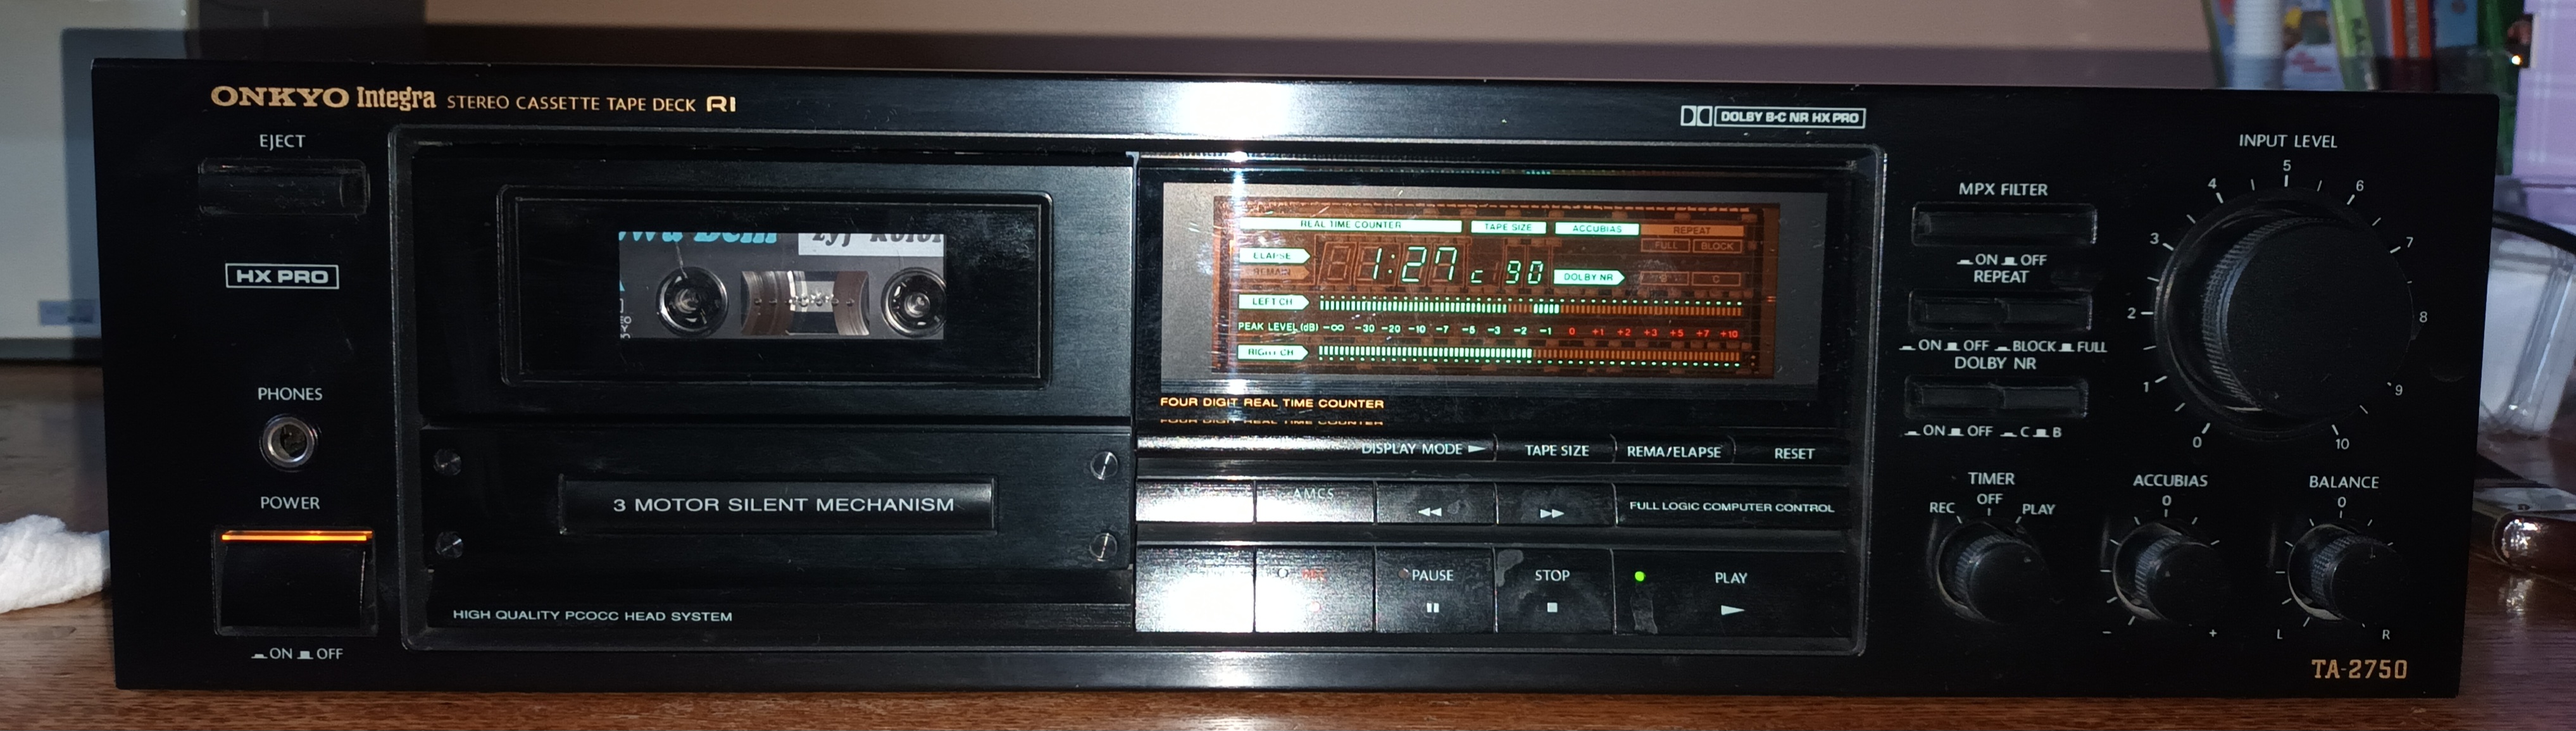 ONKYO Integra STEREO CASSETTE TAPE DECK RI
DOLBY B·C NR HX PRO
EJECT
HX PRO
PHONES
POWER
ON OFF
3 MOTOR SILENT MECHANISM
HIGH QUALITY PCOCC HEAD SYSTEM
REAL TIME COUNTER TAPE SIZE ACCUBIAS REPEAT
FULL BLOCK
ELAPSE
REMAIN
1:27 c 90 DOLBY NR C
LEFT CH
PEAK LEVEL (dB) -∞ -30 -20 -10 -7 -5 -3 -2 -1 0 +1 +2 +3 +5 +7 +10
RIGHT CH
FOUR DIGIT REAL TIME COUNTER
DISPLAY MODE TAPE SIZE REMA/ELAPSE RESET
AMCS ◀◀ ▶▶ FULL LOGIC COMPUTER CONTROL
REC PAUSE STOP PLAY
MPX FILTER
ON OFF
REPEAT
ON OFF BLOCK FULL
DOLBY NR
ON OFF C B
INPUT LEVEL
0 1 2 3 4 5 6 7 8 9 10
TIMER
REC OFF PLAY
ACCUBIAS
0
- +
BALANCE
0
L R
TA-2750